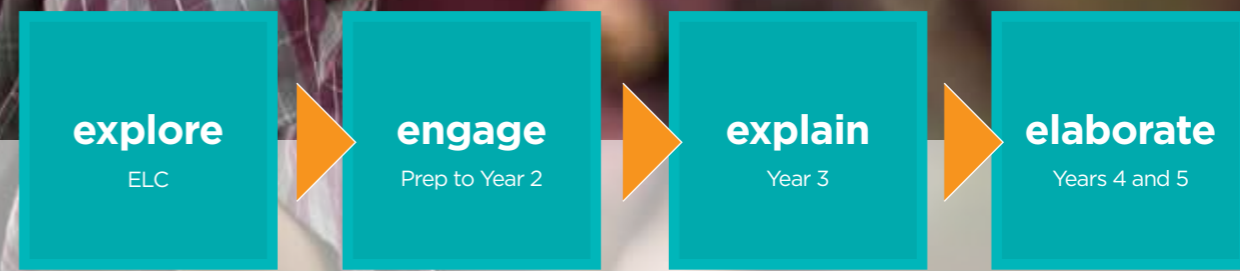 explore
ELC
engage
Prep to Year 2
explain
Year 3
elaborate
Years 4 and 5